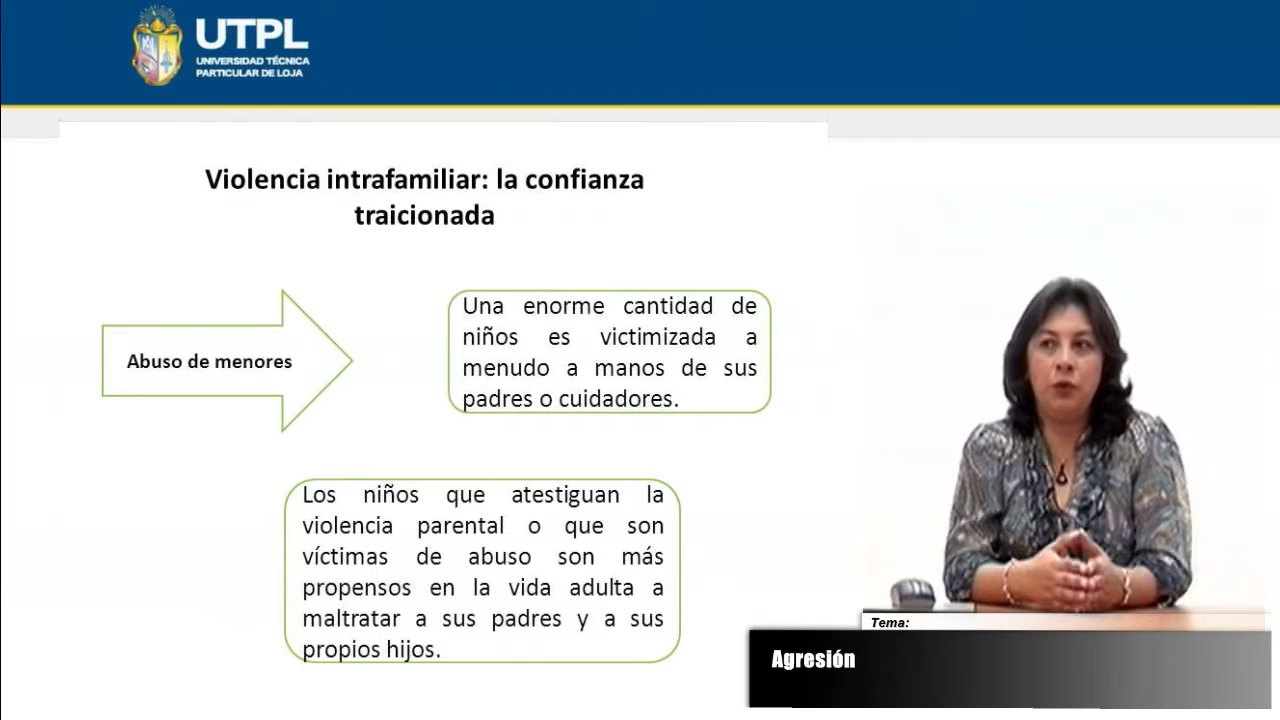 UTPL
UNIVERSIDAD TÉCNICA
PARTICULAR DE LOJA
Violencia intrafamiliar: la confianza
traicionada
Abuso de menores
Una enorme cantidad de
niños es victimizada a
menudo a manos de sus
padres o cuidadores.
Los niños que atestiguan la
violencia parental o que son
víctimas de abuso son más
propensos en la vida adulta a
maltratar a sus padres y a sus
propios hijos.
Tema:
Agresión